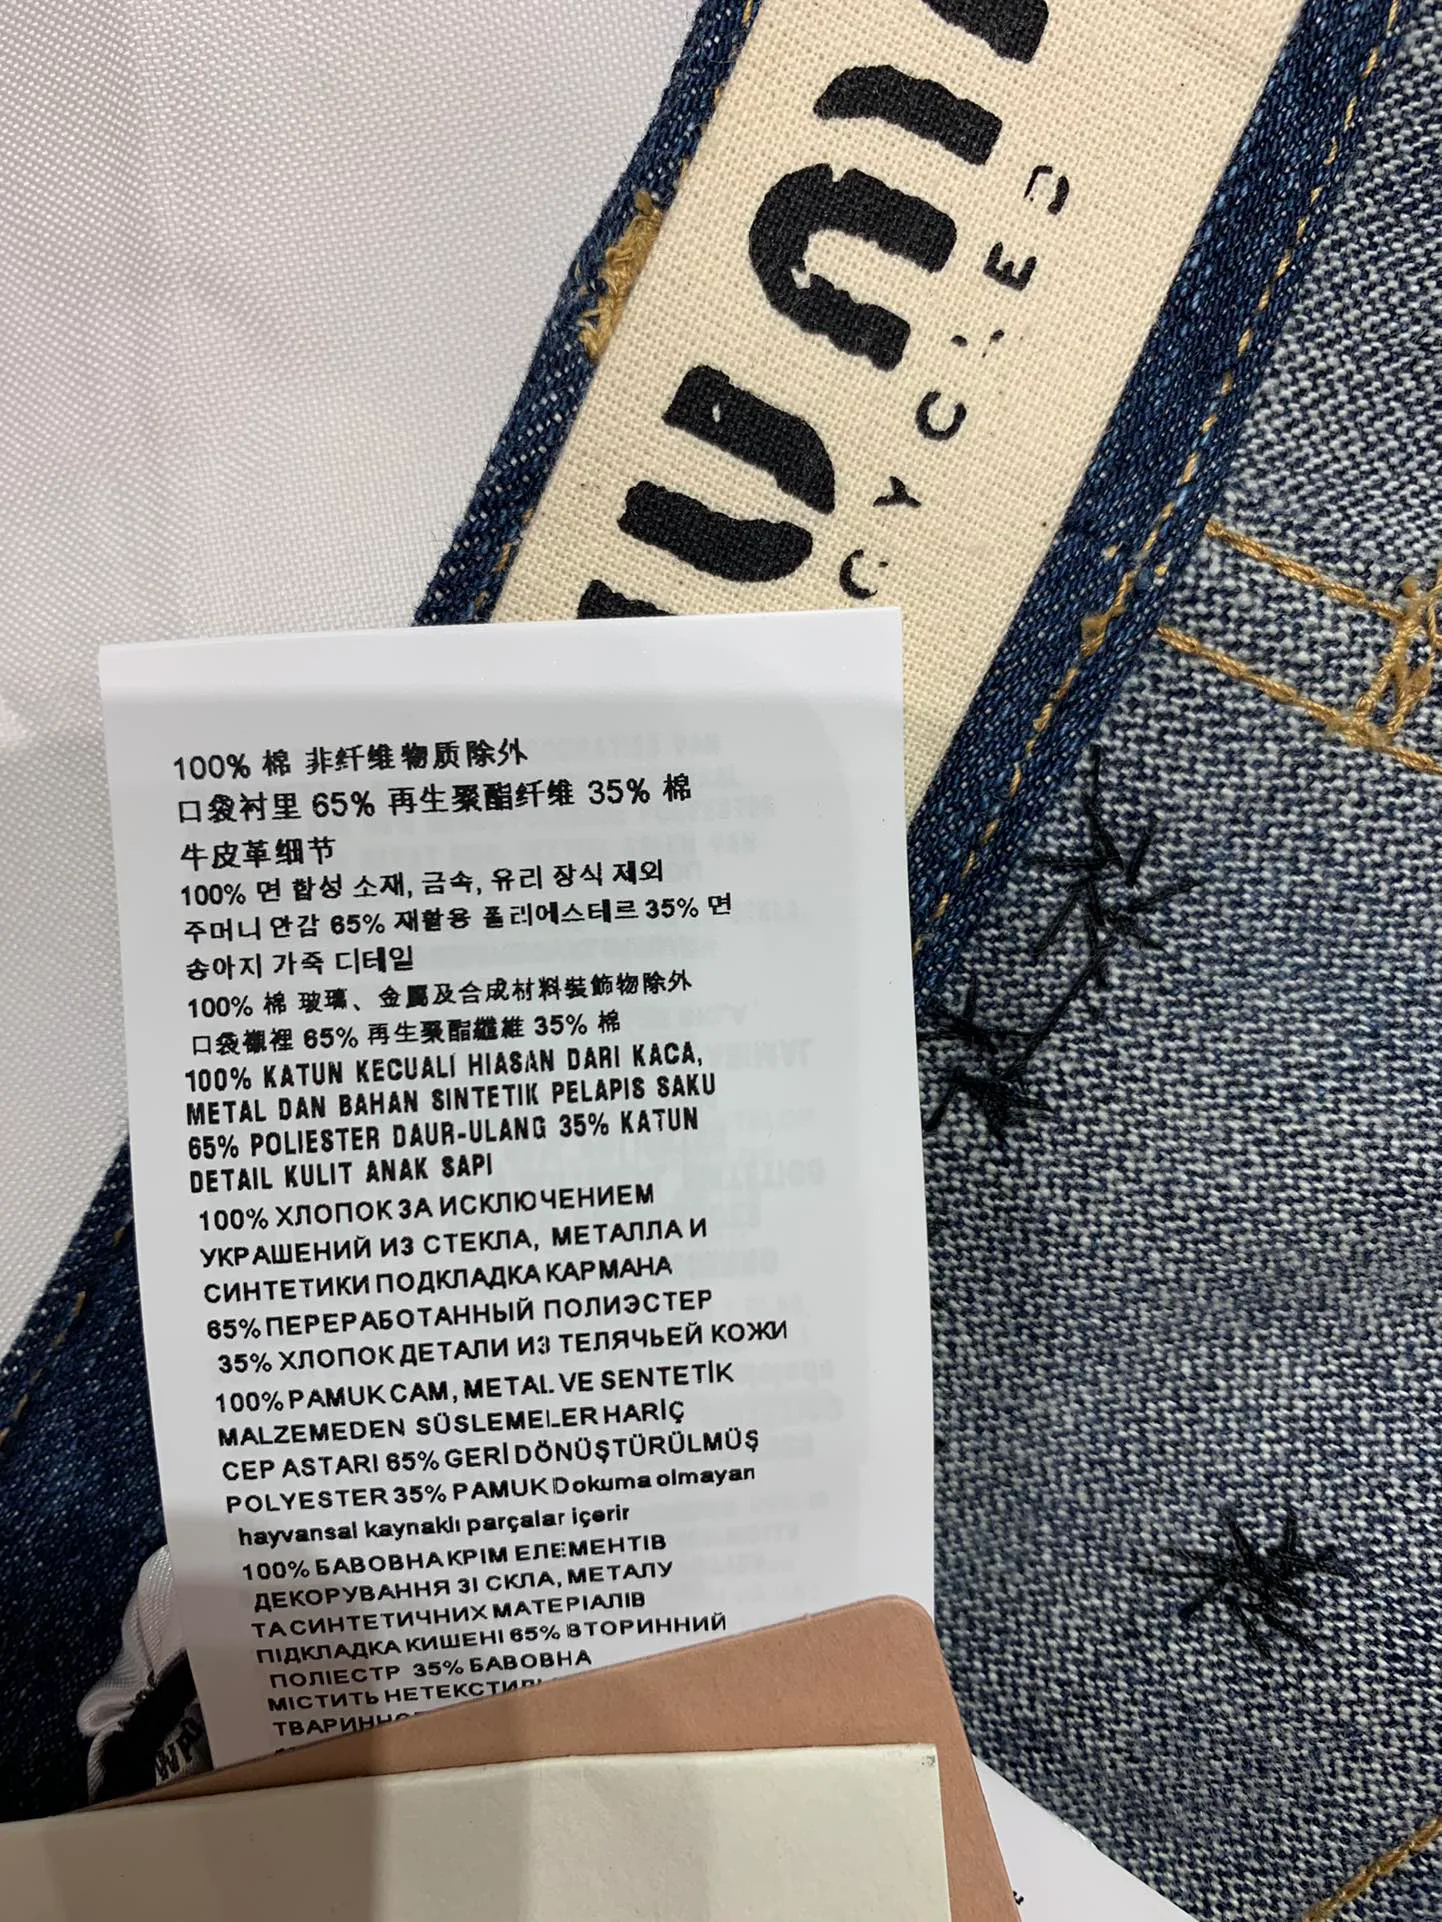 CYCLED
100% 棉 非纤维物质除外
口袋衬里 65% 再生聚酯纤维 35% 棉
牛皮革细节
100% 면 합성 소재, 금속, 유리 장식 제외
주머니 안감 65% 재활용 폴리에스테르 35% 면
송아지 가죽 디테일
100% 棉 玻璃、金屬及合成材料裝飾物除外
口袋襯裡 65% 再生聚酯纖維 35% 棉
100% KATUN KECUALI HIASAN DARI KACA,
METAL DAN BAHAN SINTETIK PELAPIS SAKU
65% POLIESTER DAUR-ULANG 35% KATUN
DETAIL KULIT ANAK SAPI
100% ХЛОПОК ЗА ИСКЛЮЧЕНИЕМ
УКРАШЕНИЙ ИЗ СТЕКЛА, МЕТАЛЛА И
СИНТЕТИКИ ПОДКЛАДКА КАРМАНА
65% ПЕРЕРАБОТАННЫЙ ПОЛИЭСТЕР
35% ХЛОПОК ДЕТАЛИ ИЗ ТЕЛЯЧЬЕЙ КОЖИ
100% PAMUK CAM, METAL VE SENTETİK
MALZEMEDEN SÜSLEMELER HARİÇ
CEP ASTARI 65% GERİ DÖNÜŞTÜRÜLMÜŞ
POLYESTER 35% PAMUK Dokuma olmayan
hayvansal kaynaklı parçalar içerir
100% БАВОВНА КРІМ ЕЛЕМЕНТІВ
ДЕКОРУВАННЯ ЗІ СКЛА, МЕТАЛУ
ТА СИНТЕТИЧНИХ МАТЕРІАЛІВ
ПІДКЛАДКА КИШЕНІ 65% ВТОРИННИЙ
ПОЛІЕСТР 35% БАВОВНА
МІСТИТЬ